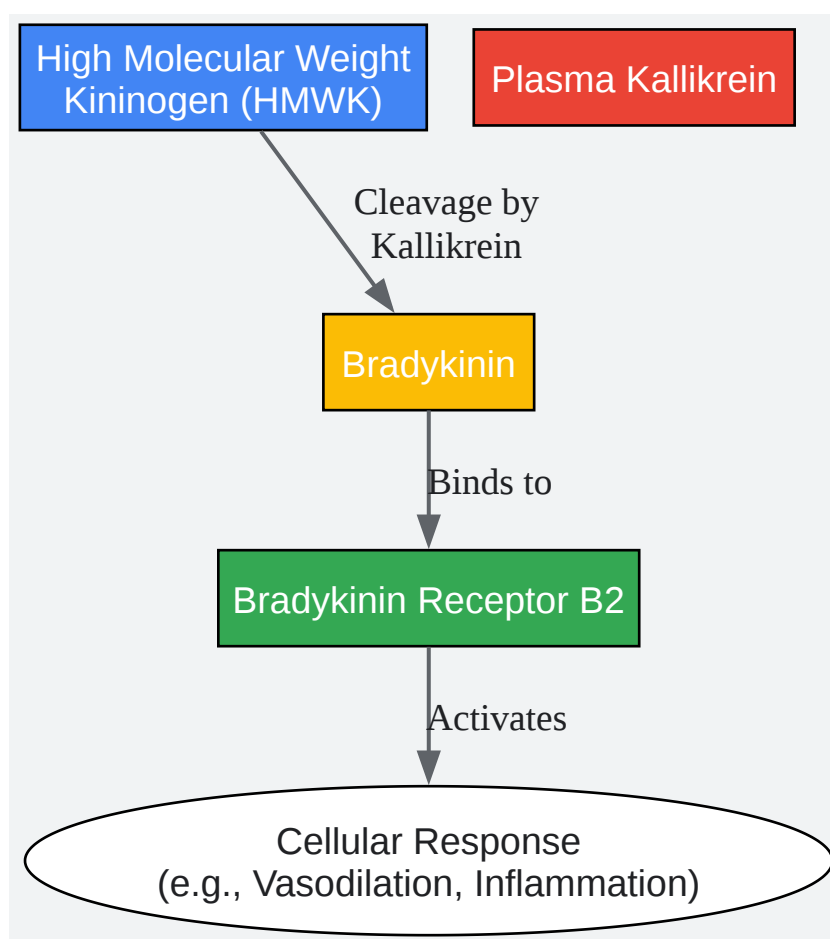 High Molecular Weight
Kininogen (HMWK)
Plasma Kallikrein
Cleavage by
Kallikrein
Bradykinin
Binds to
Bradykinin Receptor B2
Activates
Cellular Response
(e.g., Vasodilation, Inflammation)